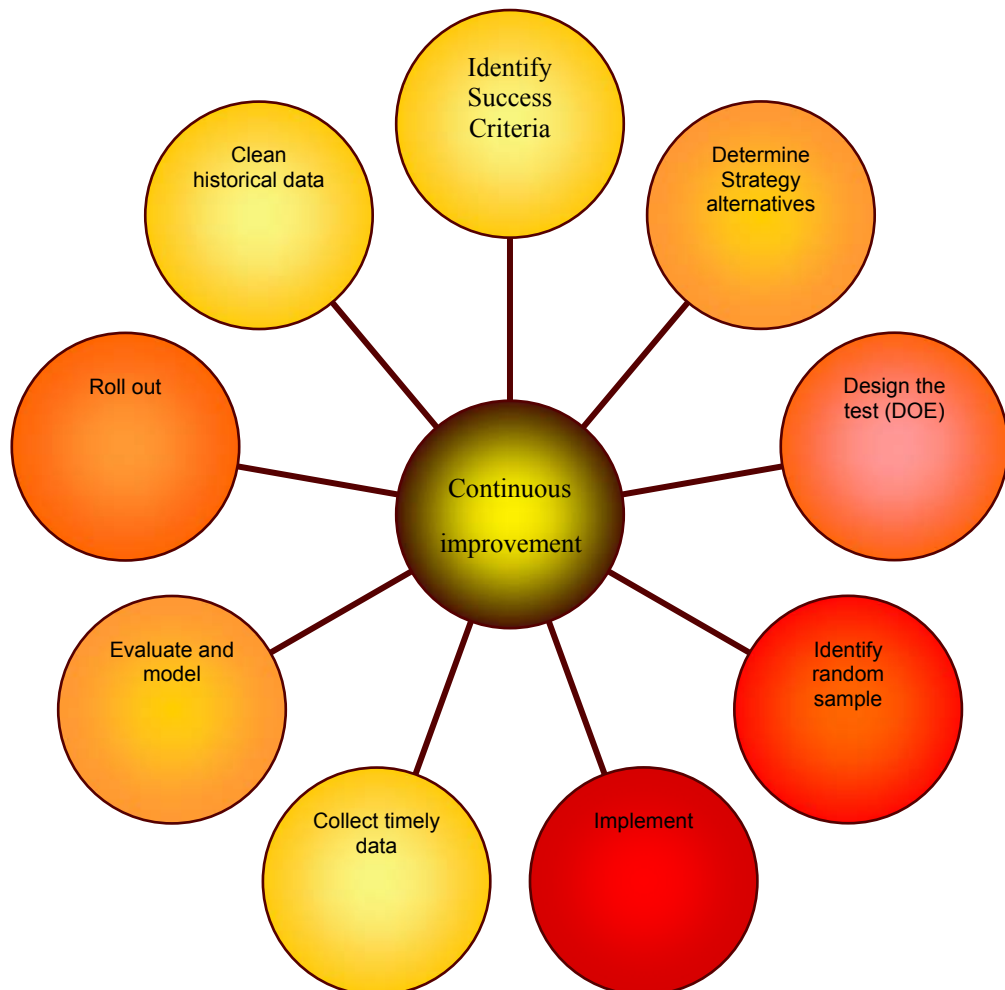 Identify
Success
Criteria
Determine
Strategy
alternatives
Design the
test (DOE)
Identify
random
sample
Implement
Collect timely
data
Evaluate and
model
Roll out
Clean
historical data
Continuous
improvement